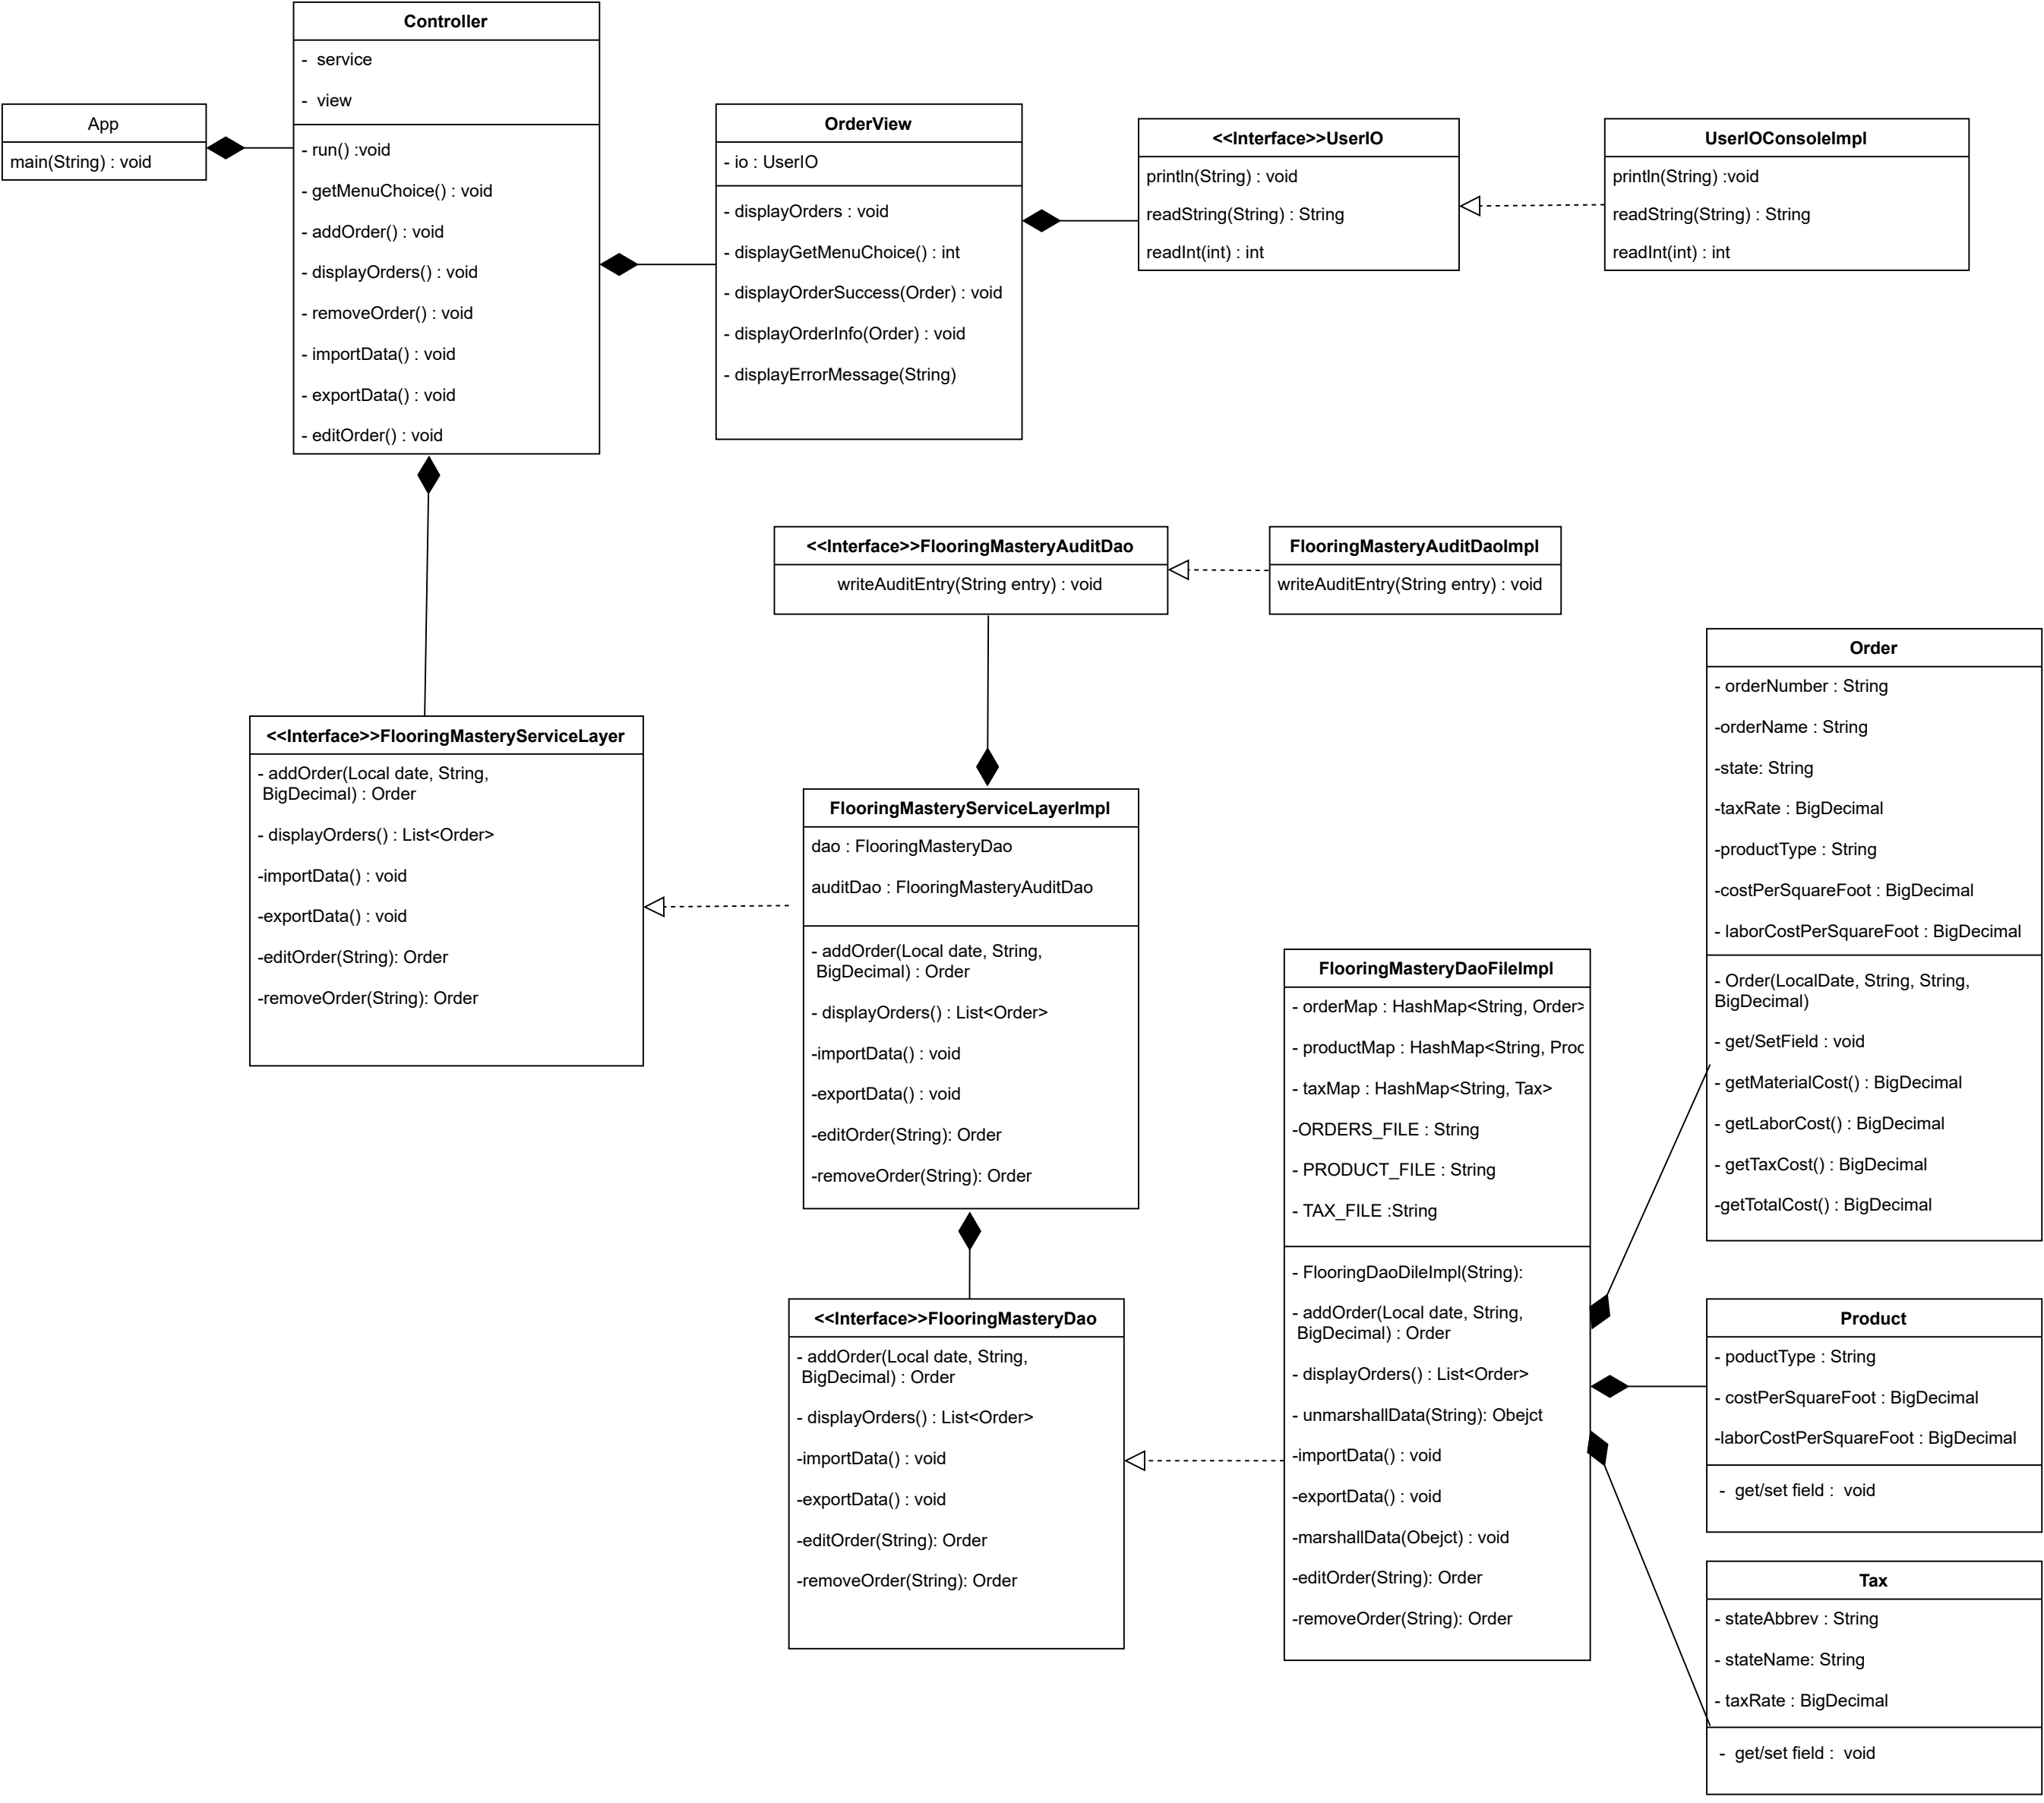 App
main(String) : void
Controller
- service
- view
- run() :void
- getMenuChoice() : void
- addOrder() : void
- displayOrders() : void
- removeOrder() : void
- importData() : void
- exportData() : void
- editOrder() : void
OrderView
- io : UserIO
- displayOrders : void
- displayGetMenuChoice() : int
- displayOrderSuccess(Order) : void
- displayOrderInfo(Order) : void
- displayErrorMessage(String)
<<Interface>>UserIO
println(String) : void
readString(String) : String
readInt(int) : int
UserIOConsoleImpl
println(String) :void
readString(String) : String
readInt(int) : int
<<Interface>>FlooringMasteryAuditDao
writeAuditEntry(String entry) : void
FlooringMasteryAuditDaoImpl
writeAuditEntry(String entry) : void
<<Interface>>FlooringMasteryServiceLayer
- addOrder(Local date, String,
BigDecimal) : Order
- displayOrders() : List<Order>
-importData() : void
-exportData() : void
-editOrder(String): Order
-removeOrder(String): Order
FlooringMasteryServiceLayerImpl
dao : FlooringMasteryDao
auditDao : FlooringMasteryAuditDao
- addOrder(Local date, String,
BigDecimal) : Order
- displayOrders() : List<Order>
-importData() : void
-exportData() : void
-editOrder(String): Order
-removeOrder(String): Order
<<Interface>>FlooringMasteryDao
- addOrder(Local date, String,
BigDecimal) : Order
- displayOrders() : List<Order>
-importData() : void
-exportData() : void
-editOrder(String): Order
-removeOrder(String): Order
FlooringMasteryDaoFileImpl
- orderMap : HashMap<String, Order>
- productMap : HashMap<String, Proc
- taxMap : HashMap<String, Tax>
-ORDERS_FILE : String
- PRODUCT_FILE : String
- TAX_FILE :String
- FlooringDaoDileImpl(String):
- addOrder(Local date, String,
BigDecimal) : Order
- displayOrders() : List<Order>
- unmarshallData(String): Obejct
-importData() : void
-exportData() : void
-marshallData(Obejct) : void
-editOrder(String): Order
-removeOrder(String): Order
Order
- orderNumber : String
-orderName : String
-state: String
-taxRate : BigDecimal
-productType : String
-costPerSquareFoot : BigDecimal
- laborCostPerSquareFoot : BigDecimal
- Order(LocalDate, String, String,
BigDecimal)
- get/SetField : void
- getMaterialCost() : BigDecimal
- getLaborCost() : BigDecimal
- getTaxCost() : BigDecimal
-getTotalCost() : BigDecimal
Product
- poductType : String
- costPerSquareFoot : BigDecimal
-laborCostPerSquareFoot : BigDecimal
- get/set field : void
Tax
- stateAbbrev : String
- stateName: String
- taxRate : BigDecimal
- get/set field : void